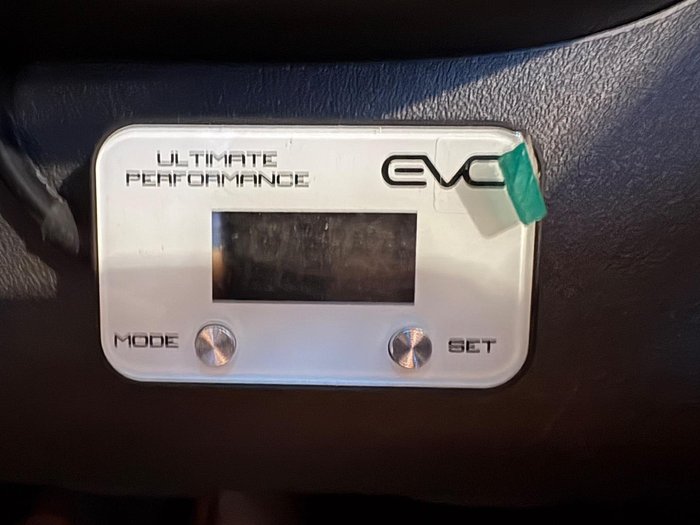 ULTIMATE
PERFORMANCE
EVC
MODE
SET